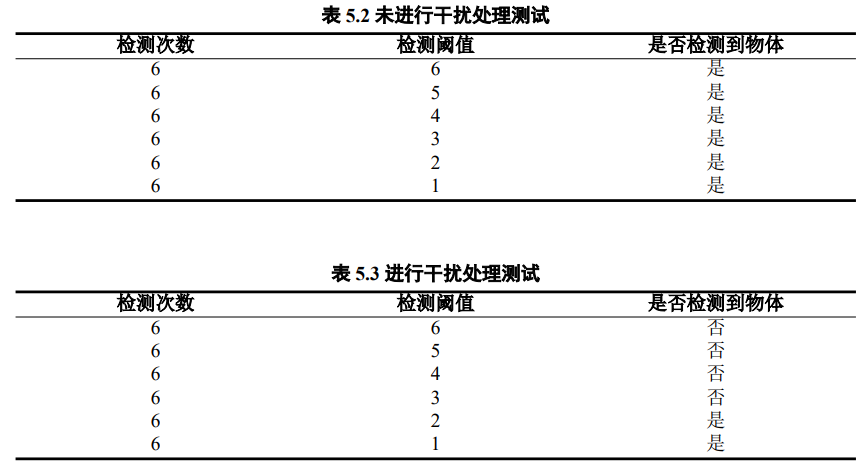 表 5.2 未进行干扰处理测试
检测次数 检测阈值 是否检测到物体
6 6 是
6 5 是
6 4 是
6 3 是
6 2 是
6 1 是
表 5.3 进行干扰处理测试
检测次数 检测阈值 是否检测到物体
6 6 否
6 5 否
6 4 否
6 3 否
6 2 是
6 1 是